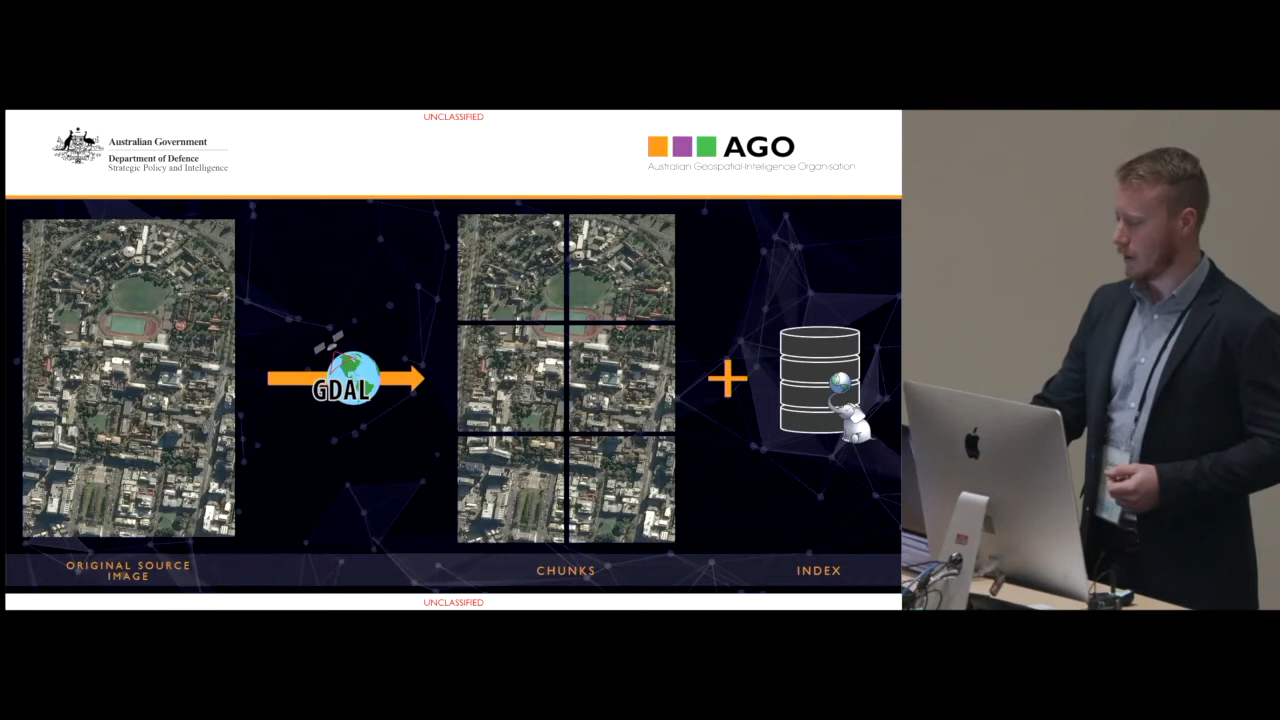 UNCLASSIFIED
Australian Government
Department of Defence
Strategic Policy and Intelligence
AGO
Australian Geospatial-Intelligence Organisation
GDAL
ORIGINAL SOURCE
IMAGE
CHUNKS
INDEX
UNCLASSIFIED